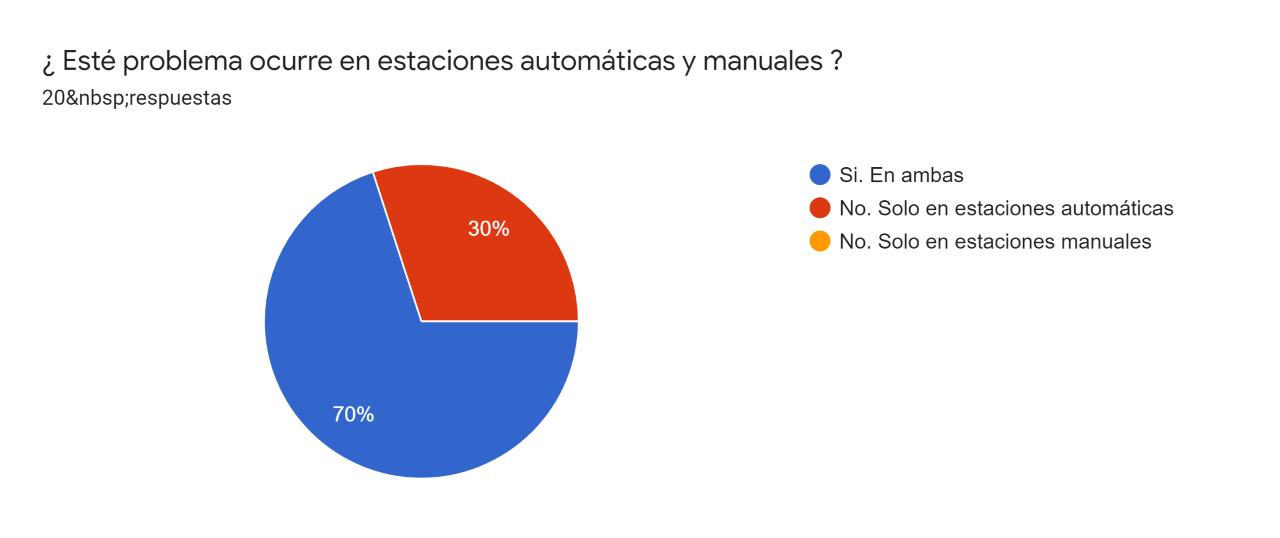 ¿ Esté problema ocurre en estaciones automáticas y manuales ?
20&nbsp;respuestas
Si. En ambas
No. Solo en estaciones automáticas
No. Solo en estaciones manuales
30%
70%